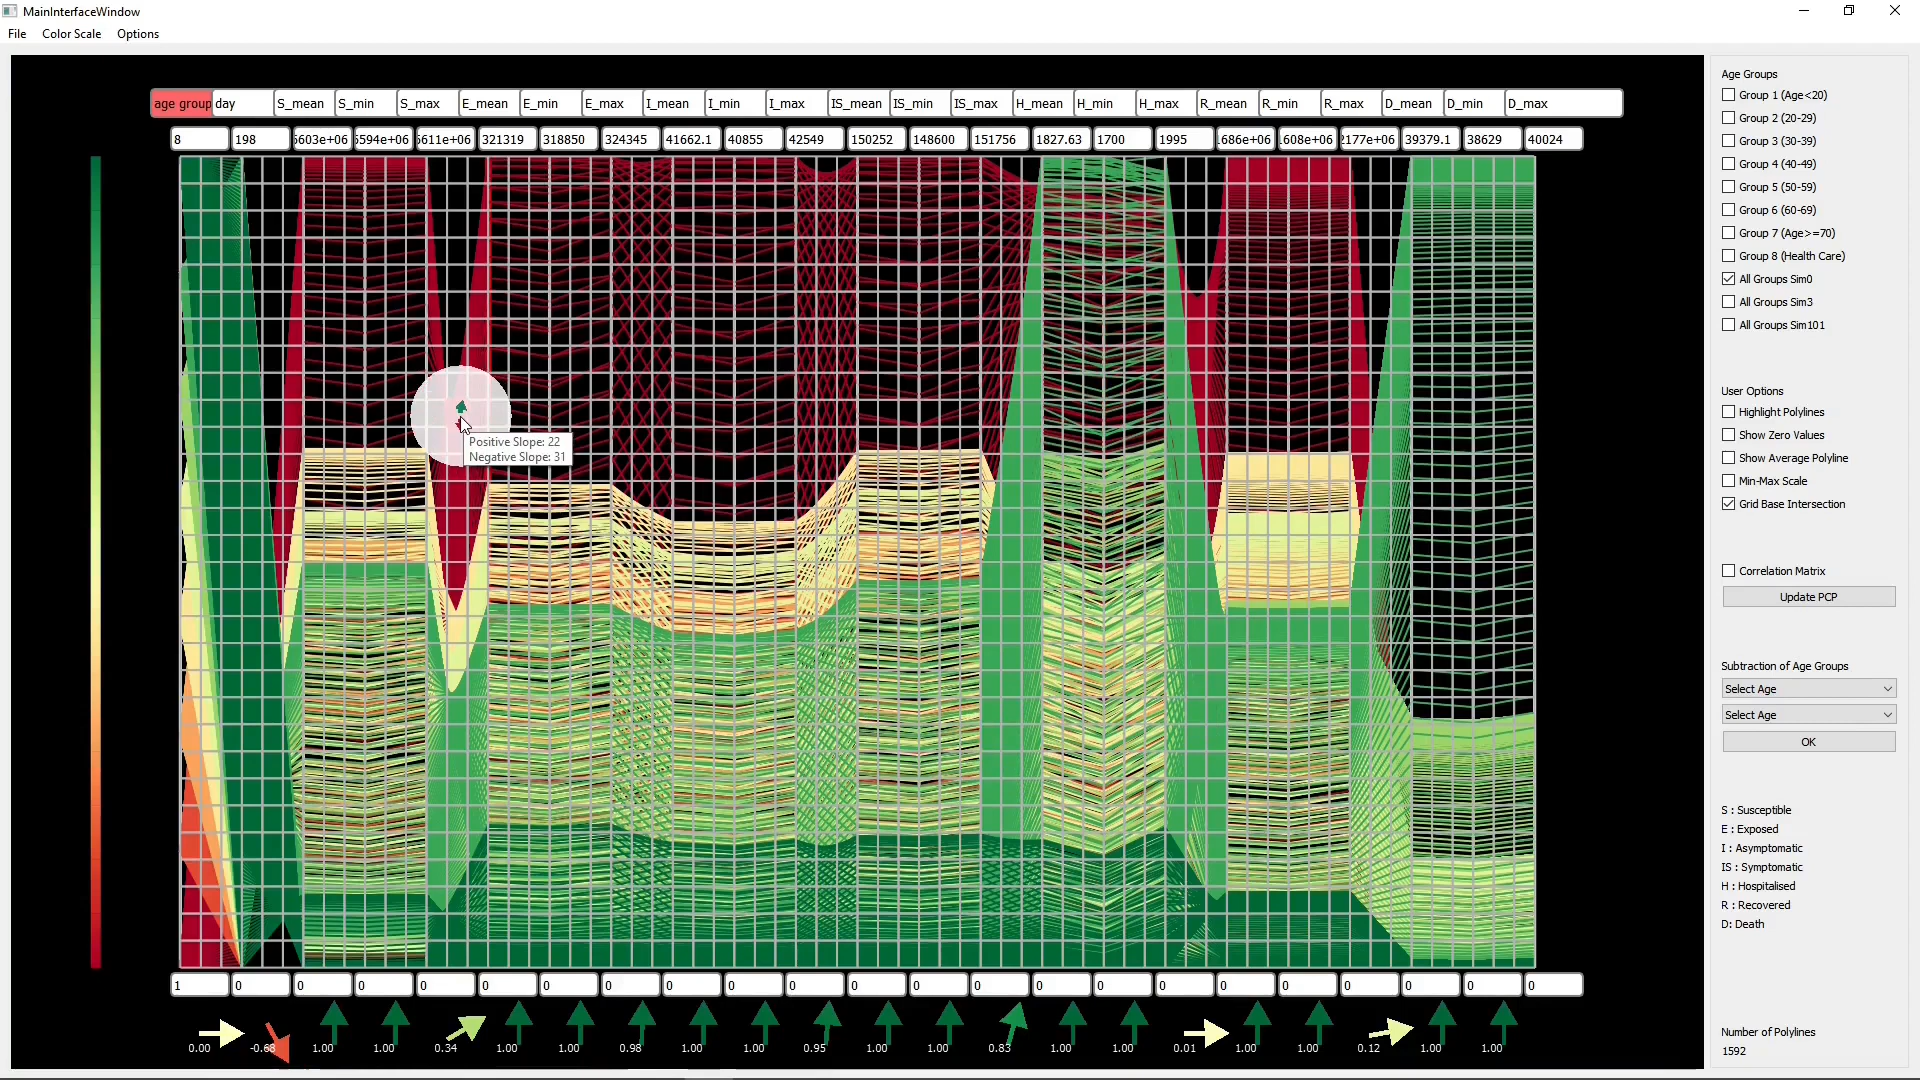 MainInterfaceWindow
File Color Scale Options
age group day S_mean S_min S_max E_mean E_min E_max I_mean I_min I_max IS_mean IS_min IS_max H_mean H_min H_max R_mean R_min R_max D_mean D_min D_max
8 198 5603e+06 5594e+06 5611e+06 321319 318850 324345 41662.1 40855 42549 150252 148600 151756 1827.63 1700 1995 .686e+06 .608e+06 !177e+06 39379.1 38629 40024
Positive Slope: 22
Negative Slope: 31
1 0 0 0 0 0 0 0 0 0 0 0 0 0 0 0 0 0 0 0 0 0 0
0.00 -0.68 1.00 1.00 0.34 1.00 1.00 0.98 1.00 1.00 0.95 1.00 1.00 0.83 1.00 1.00 0.01 1.00 1.00 0.12 1.00 1.00
Age Groups
Group 1 (Age<20)
Group 2 (20-29)
Group 3 (30-39)
Group 4 (40-49)
Group 5 (50-59)
Group 6 (60-69)
Group 7 (Age>=70)
Group 8 (Health Care)
All Groups Sim0
All Groups Sim3
All Groups Sim101
User Options
Highlight Polylines
Show Zero Values
Show Average Polyline
Min-Max Scale
Grid Base Intersection
Correlation Matrix
Update PCP
Subtraction of Age Groups
Select Age
Select Age
OK
S : Susceptible
E : Exposed
I : Asymptomatic
IS : Symptomatic
H : Hospitalised
R : Recovered
D: Death
Number of Polylines
1592